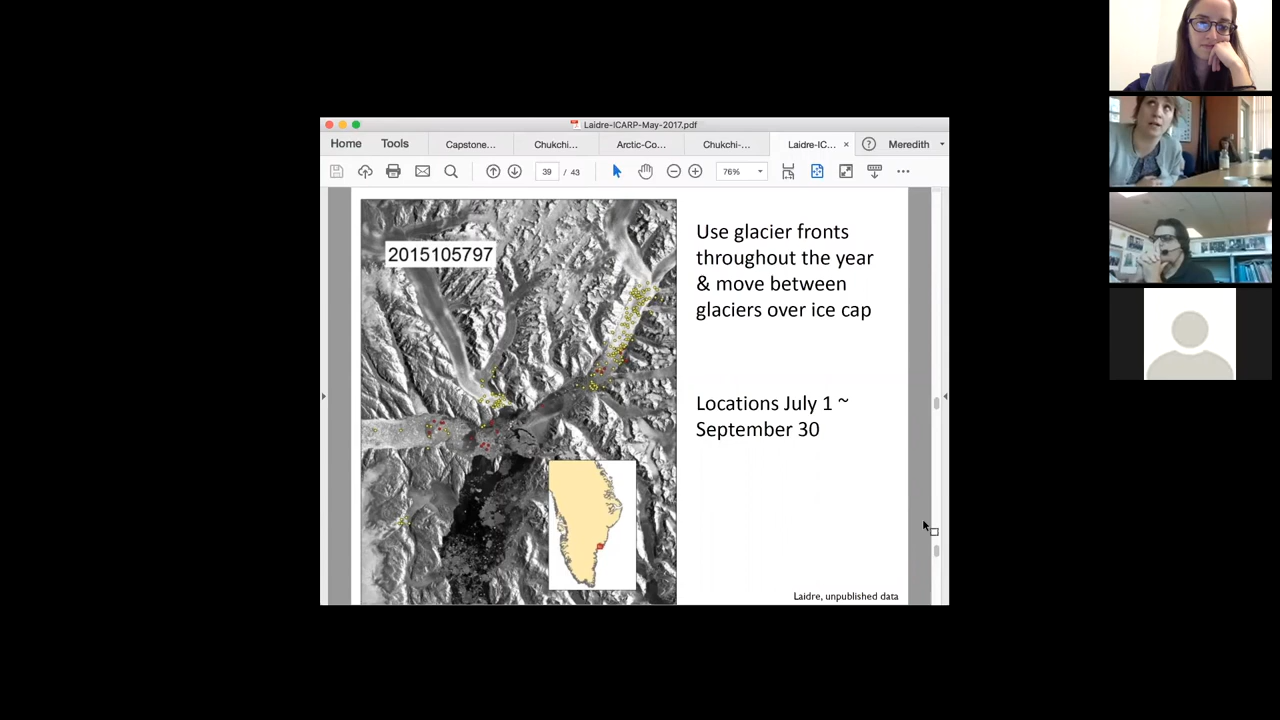 Laidre-ICARP-May-2017.pdf
Home
Tools
Capstone...
Chukchi...
Arctic-Co...
Chukchi-...
Laidre-IC...
×
?
Meredith
39 / 43
76%
2015105797
Use glacier fronts
throughout the year
& move between
glaciers over ice cap
Locations July 1 ~
September 30
Laidre, unpublished data